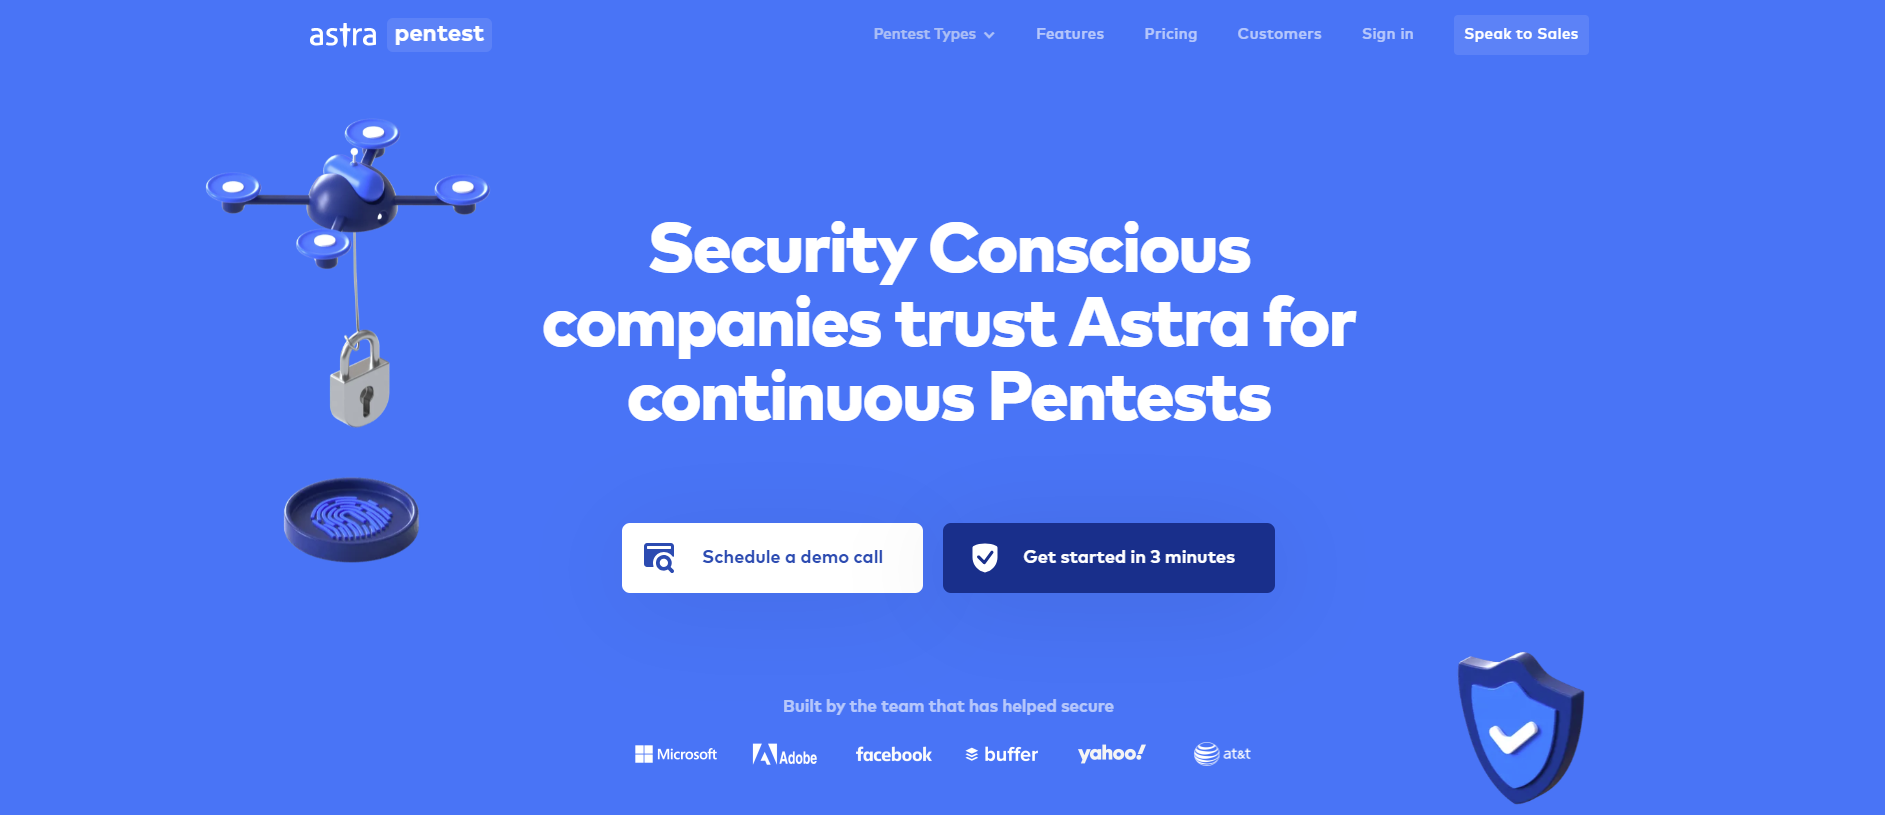 astra pentest
Pentest Types
Features
Pricing
Customers
Sign in
Speak to Sales
Security Conscious
companies trust Astra for
continuous Pentests
Schedule a demo call
Get started in 3 minutes
Built by the team that has helped secure
Microsoft
Adobe
facebook
buffer
yahoo!
at&t